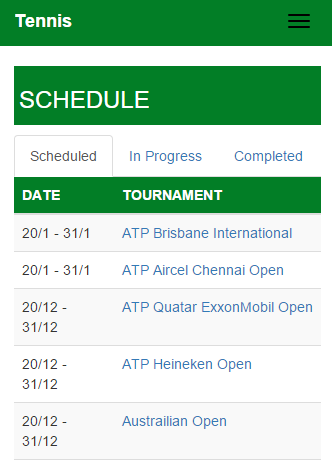 Tennis
SCHEDULE
Scheduled In Progress Completed
DATE TOURNAMENT
20/1 - 31/1 ATP Brisbane International
20/1 - 31/1 ATP Aircel Chennai Open
20/12 - ATP Quatar ExxonMobil Open
31/12
20/12 - ATP Heineken Open
31/12
20/12 - Austrailian Open
31/12